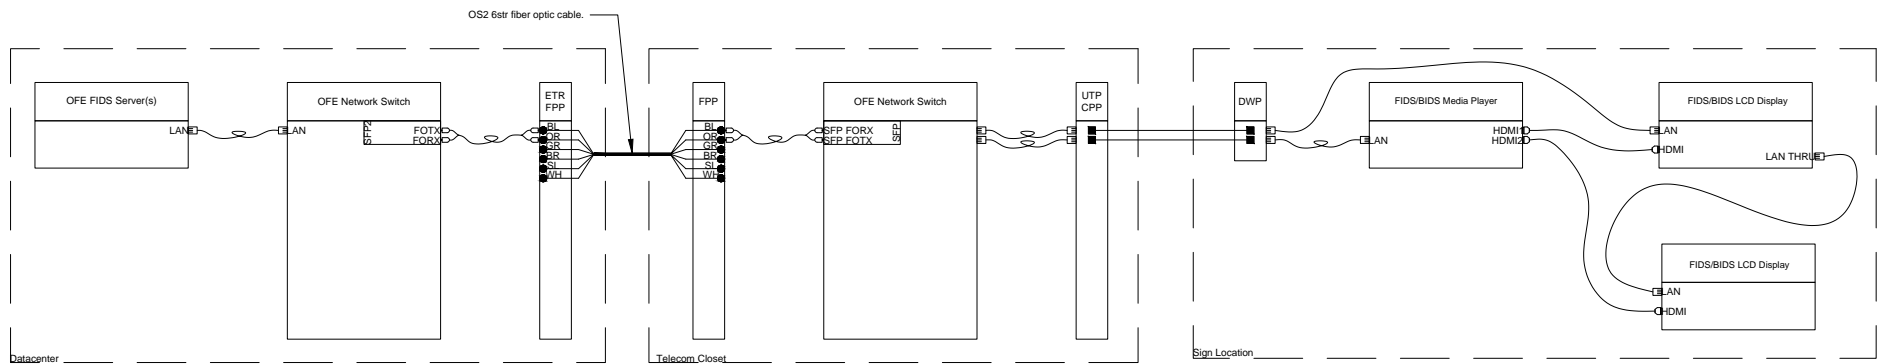 OS2 6str fiber optic cable.
OFE FIDS Server(s)
LAN
OFE Network Switch
LAN
SFP2
FOTX
FORX
ETR
FPP
BL
OR
GR
BR
SL
WH
Datacenter
FPP
BL
OR
GR
BR
SL
WH
OFE Network Switch
SFP FORX
SFP FOTX
SFP
UTP
CPP
Telecom Closet
DWP
FIDS/BIDS Media Player
LAN
HDMI1
HDMI2
FIDS/BIDS LCD Display
LAN
HDMI
LAN THRU
FIDS/BIDS LCD Display
LAN
HDMI
Sign Location